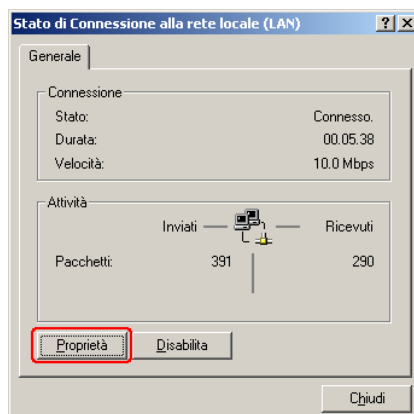 Stato di Connessione alla rete locale (LAN)
Generale
Connessione
Stato: Connesso.
Durata: 00.05.38
Velocità: 10.0 Mbps
Attività
Inviati Ricevuti
Pacchetti: 391 290
Proprietà Disabilita
Chiudi